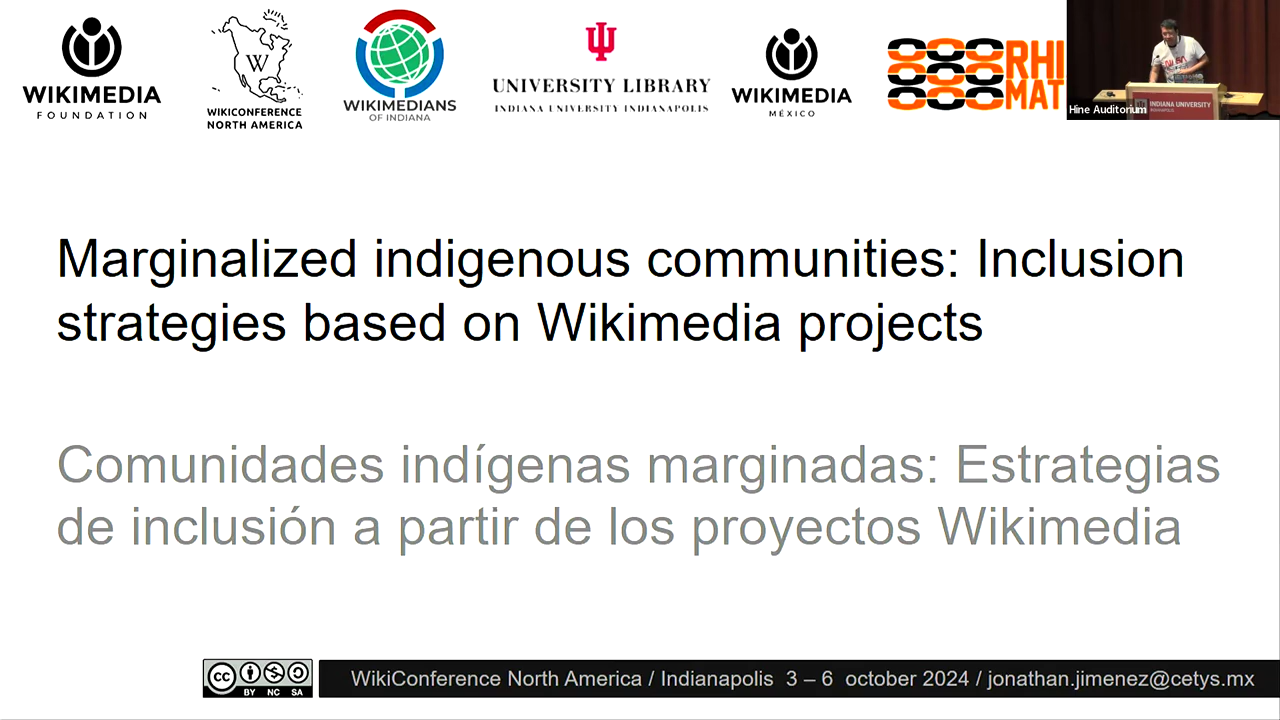 WIKIMEDIA
FOUNDATION
W
WIKICONFERENCE
NORTH AMERICA
WIKIMEDIANS
OF INDIANA
UNIVERSITY LIBRARY
INDIANA UNIVERSITY INDIANAPOLIS
WIKIMEDIA
MÉXICO
RHI
MAT
INDIANA UNIVERSITY
Hine Auditorium
Marginalized indigenous communities: Inclusion
strategies based on Wikimedia projects
Comunidades indígenas marginadas: Estrategias
de inclusión a partir de los proyectos Wikimedia
cc
BY NC SA
WikiConference North America / Indianapolis 3 – 6 october 2024 / jonathan.jimenez@cetys.mx